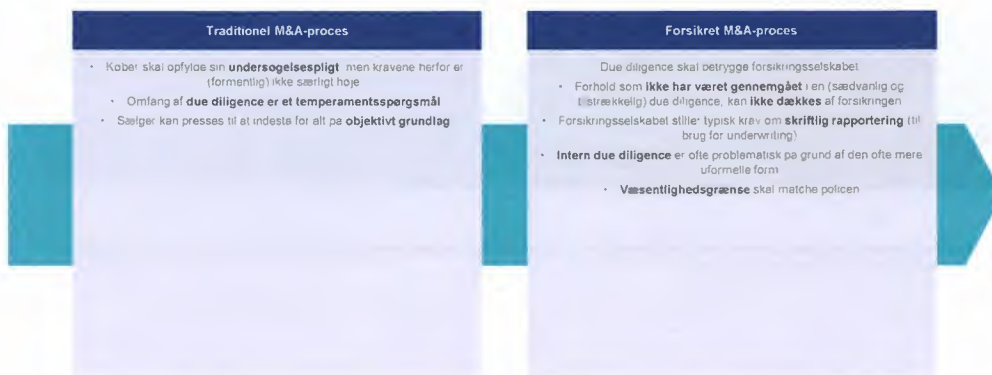 Traditionel M&A-proces
· Køber skal opfylde sin undersøgelsespligt men kravene herfor er
(formentlig) ikke særligt høje
· Omfang af due diligence er et temperamentsspørgsmål
· Sælger kan presses til at indestå for alt på objektivt grundlag
Forsikret M&A-proces
Due diligence skal betrygge forsikringsselskabet
· Forhold som ikke har været gennemgået i en (sædvanlig og
tilstrækkelig) due diligence, kan ikke dækkes af forsikringen
· Forsikringsselskabet stiller typisk krav om skriftlig rapportering (til
brug for underwriting)
· Intern due diligence er ofte problematisk på grund af den ofte mere
uformelle form
· Væsentlighedsgrænse skal matche policen